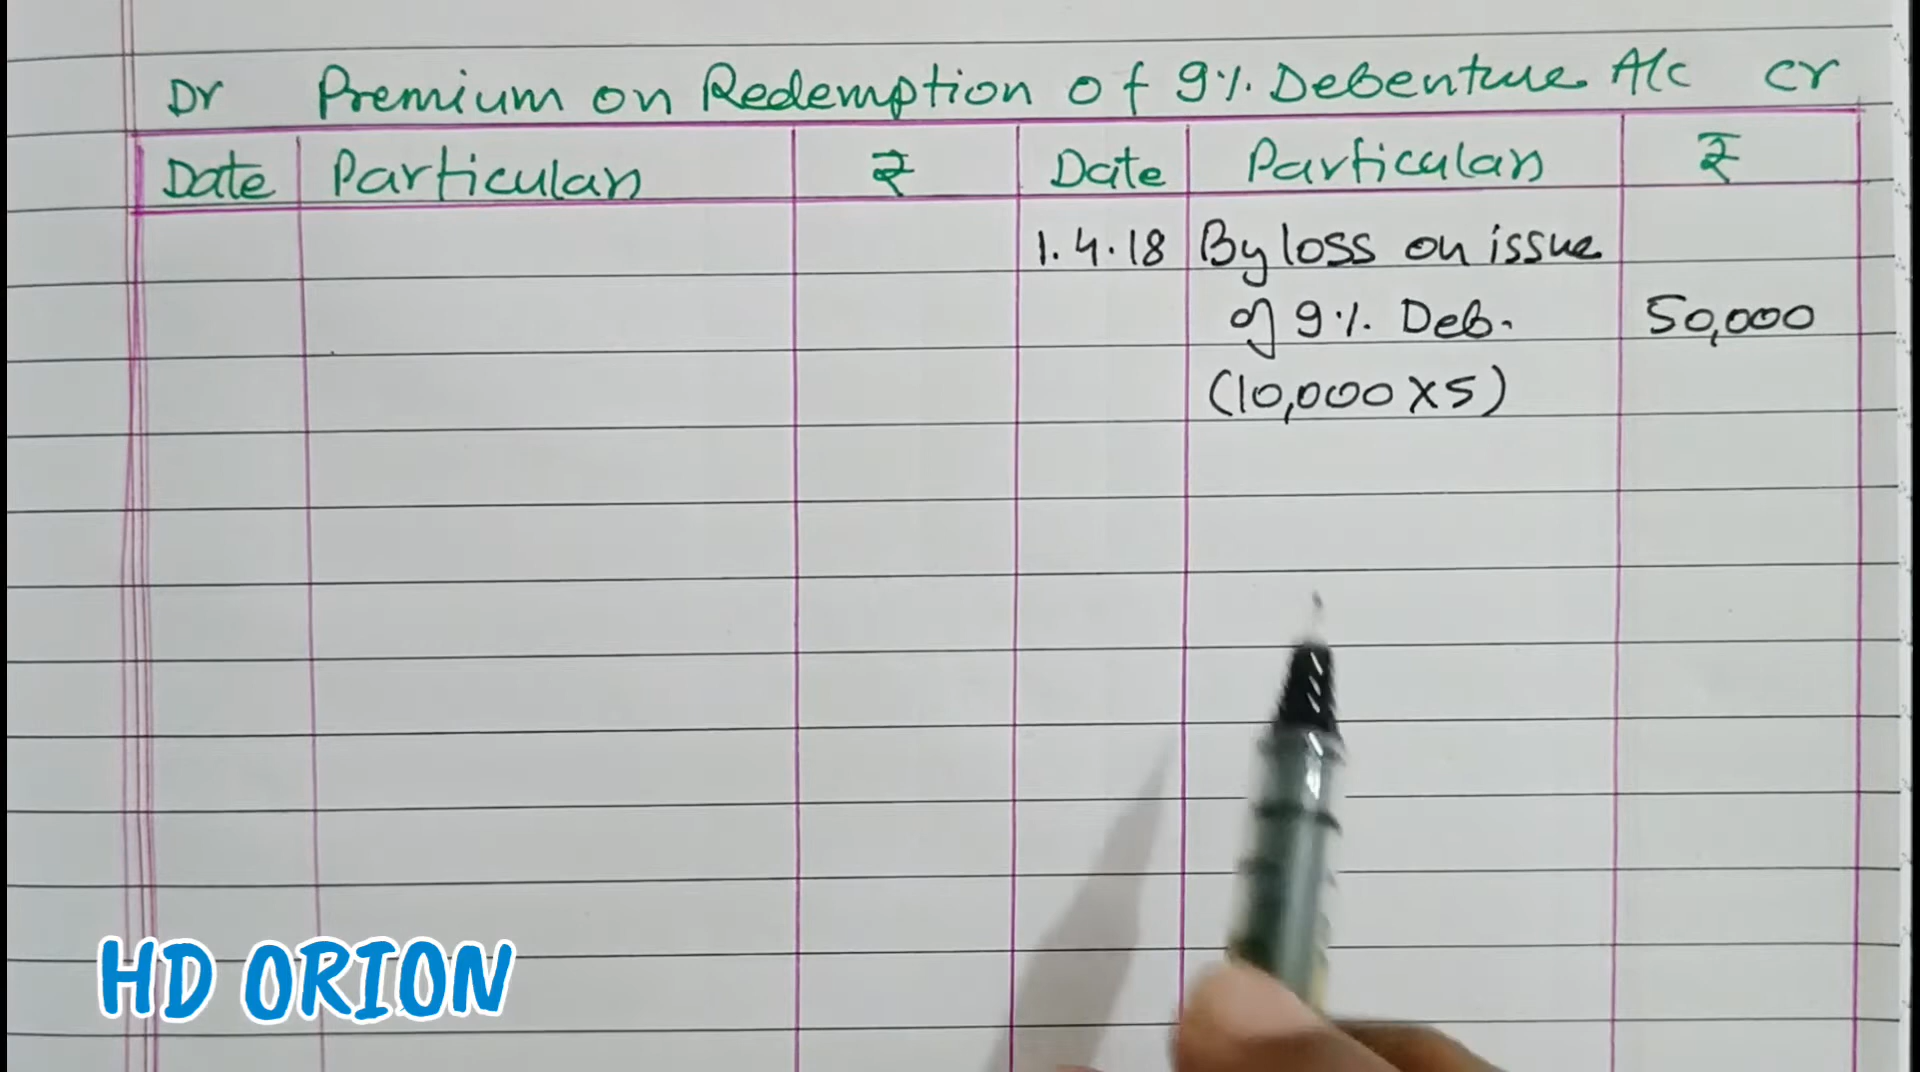 Dr Premium on Redemption of 9% Debenture A/c Cr
Date Particulars ₹ Date Particulars ₹
1.4.18 By loss on issue
of 9% Deb. 50,000
(10,000 X 5)
HD ORION